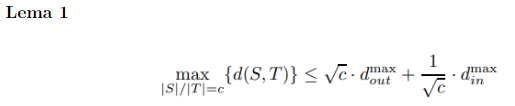 Lema 1
max_{|S|/|T|=c} {d(S, T)} ≤ √c · d_{out}^{max} + 1/√c · d_{in}^{max}